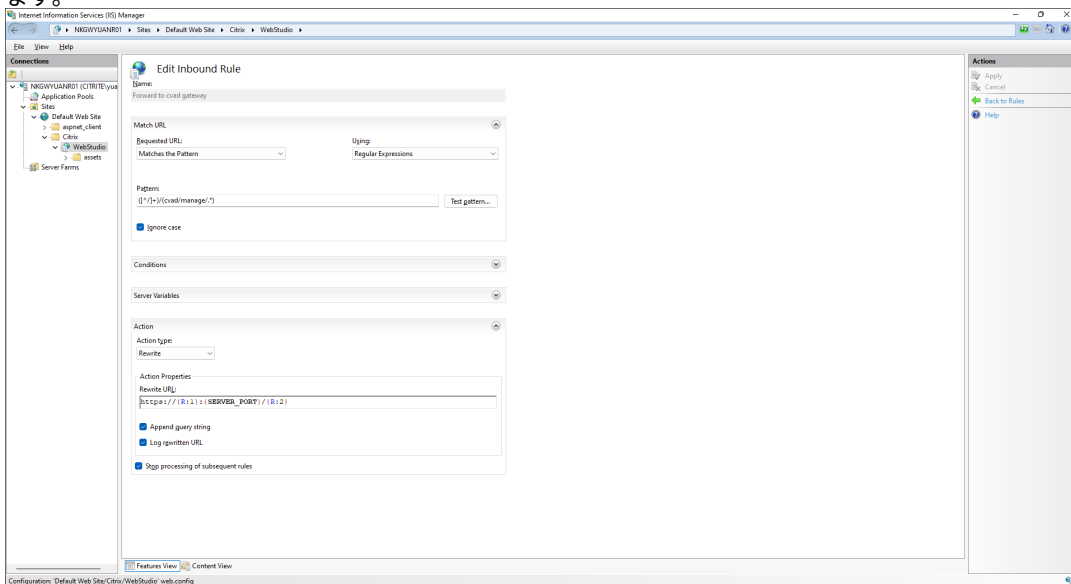 ます。
Internet Information Services (IIS) Manager
NKGWYUANR01 ▸ Sites ▸ Default Web Site ▸ Citrix ▸ WebStudio ▸
File View Help
Connections
NKGWYUANR01 (CITRITE\yua
Application Pools
Sites
Default Web Site
aspnet_client
Citrix
WebStudio
assets
Server Farms
Edit Inbound Rule
Name:
Forward to cvad gateway
Match URL
Requested URL: Using:
Matches the Pattern Regular Expressions
Pattern:
([^/]+)/(cvad/manage/.*) Test pattern...
Ignore case
Conditions
Server Variables
Action
Action type:
Rewrite
Action Properties
Rewrite URL:
https://{R:1}:{SERVER_PORT}/{R:2}
Append query string
Log rewritten URL
Stop processing of subsequent rules
Features View Content View
Configuration: 'Default Web Site/Citrix/WebStudio' web.config
Actions
Apply
Cancel
Back to Rules
Help